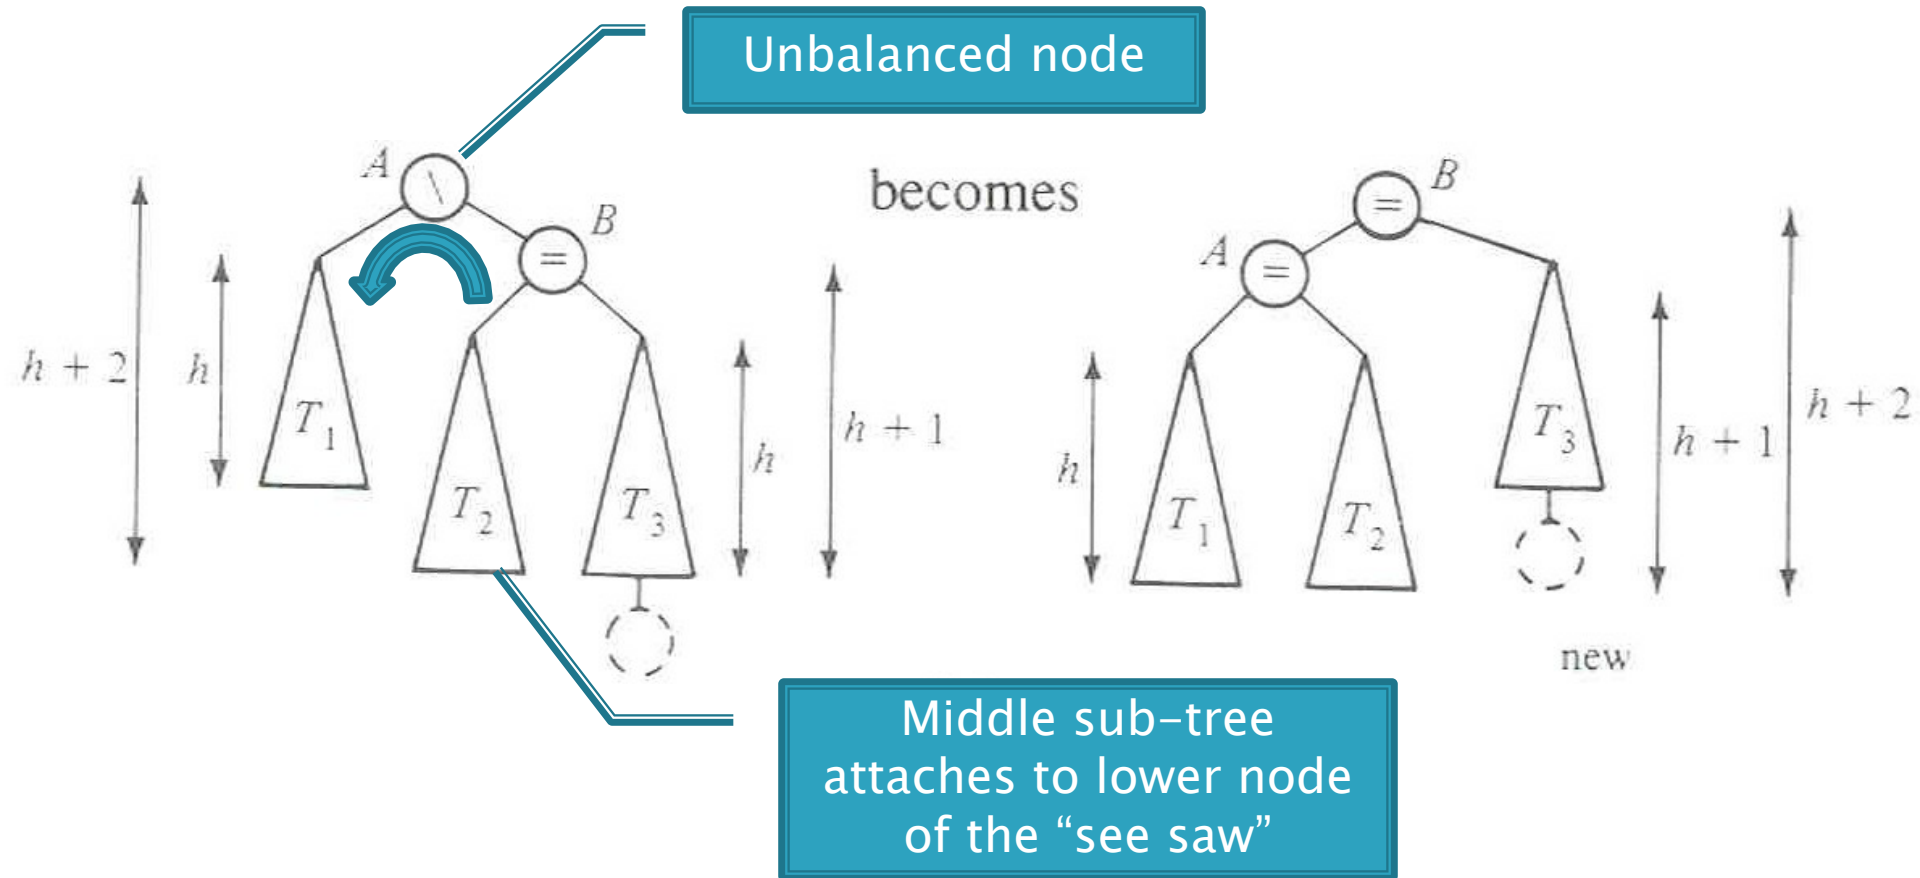 Unbalanced node
A
\
B
=
becomes
h + 2
h
T1
T2
T3
h
h + 1
B
=
A
=
h
T1
T2
T3
h + 1
h + 2
new
Middle sub-tree
attaches to lower node
of the “see saw”